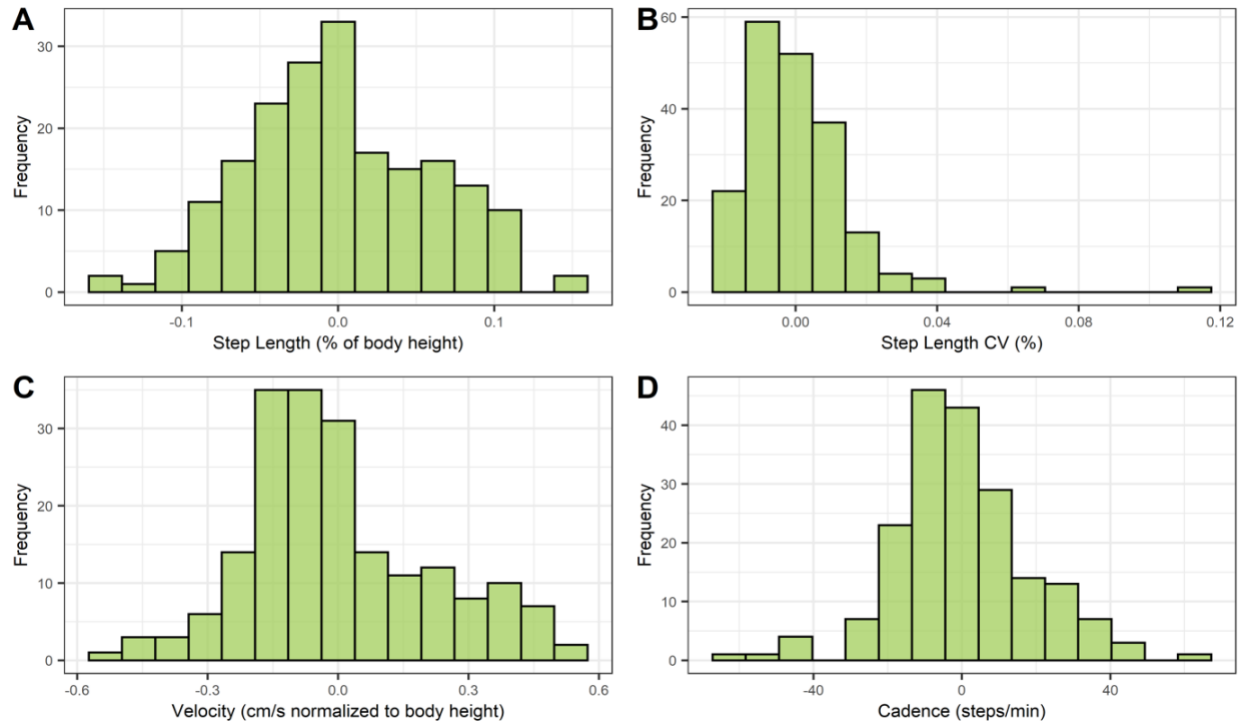 A
Frequency
30
20
10
0
-0.1
0.0
0.1
Step Length (% of body height)
B
Frequency
60
40
20
0
0.00
0.04
0.08
0.12
Step Length CV (%)
C
Frequency
30
20
10
0
-0.6
-0.3
0.0
0.3
0.6
Velocity (cm/s normalized to body height)
D
Frequency
40
30
20
10
0
-40
0
40
Cadence (steps/min)